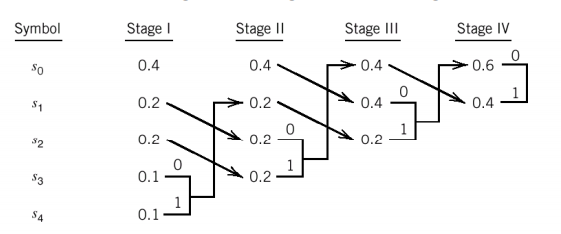 Symbol Stage I Stage II Stage III Stage IV
s0 0.4 0.4 0.4 0.6 0
s1 0.2 0.2 0.4 0 0.4 1
s2 0.2 0.2 0 0.2 1
s3 0.1 0 0.2 1
s4 0.1 1